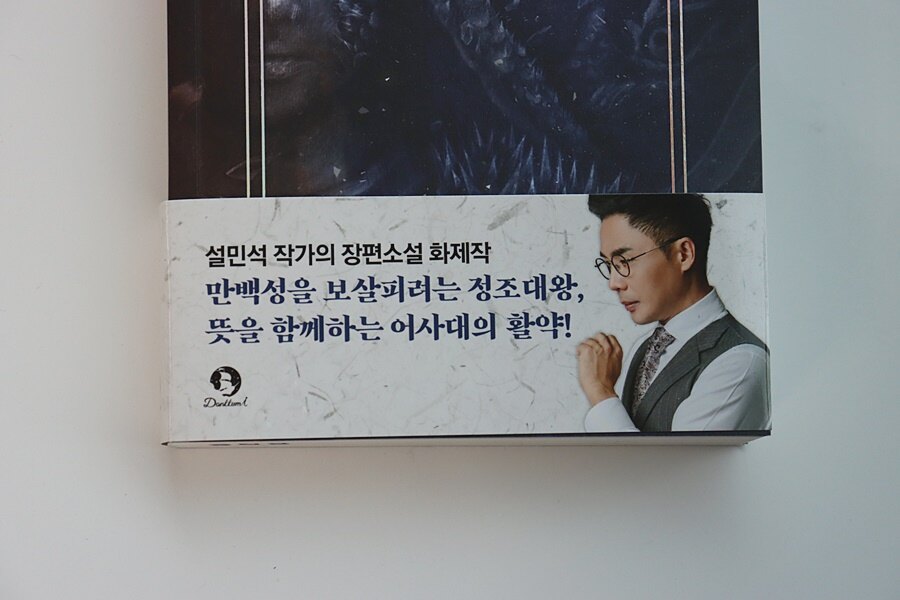 설민석 작가의 장편소설 화제작
만백성을 보살피려는 정조대왕,
뜻을 함께하는 어사대의 활약!
Dankkumi